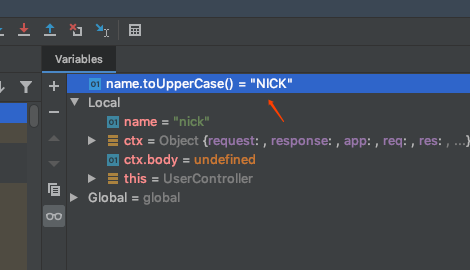 Variables
name.toUpperCase() = "NICK"
Local
name = "nick"
ctx = Object {request: , response: , app: , req: , res: , ...}
ctx.body = undefined
this = UserController
Global = global